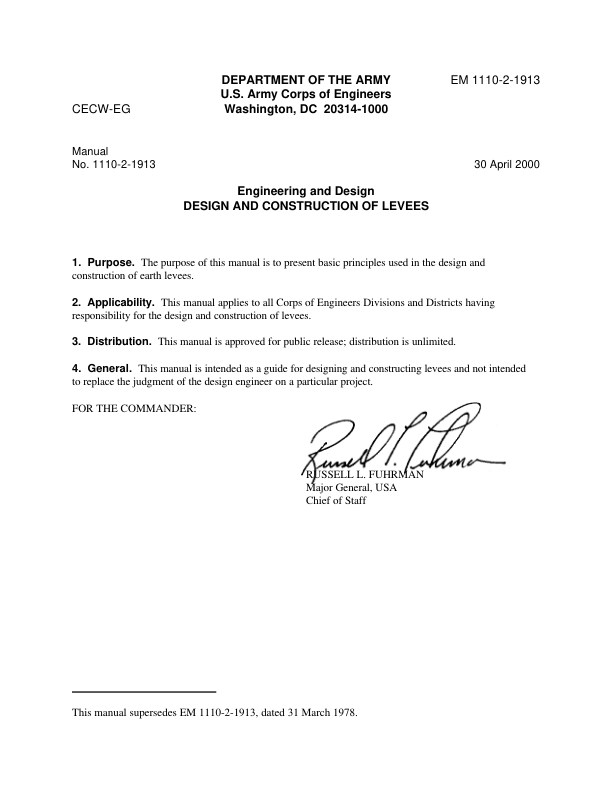 DEPARTMENT OF THE ARMY EM 1110-2-1913
U.S. Army Corps of Engineers
CECW-EG Washington, DC 20314-1000
Manual
No. 1110-2-1913 30 April 2000
Engineering and Design
DESIGN AND CONSTRUCTION OF LEVEES
1. Purpose. The purpose of this manual is to present basic principles used in the design and
construction of earth levees.
2. Applicability. This manual applies to all Corps of Engineers Divisions and Districts having
responsibility for the design and construction of levees.
3. Distribution. This manual is approved for public release; distribution is unlimited.
4. General. This manual is intended as a guide for designing and constructing levees and not intended
to replace the judgment of the design engineer on a particular project.
FOR THE COMMANDER:
Russell L. Fuhrman
RUSSELL L. FUHRMAN
Major General, USA
Chief of Staff
This manual supersedes EM 1110-2-1913, dated 31 March 1978.